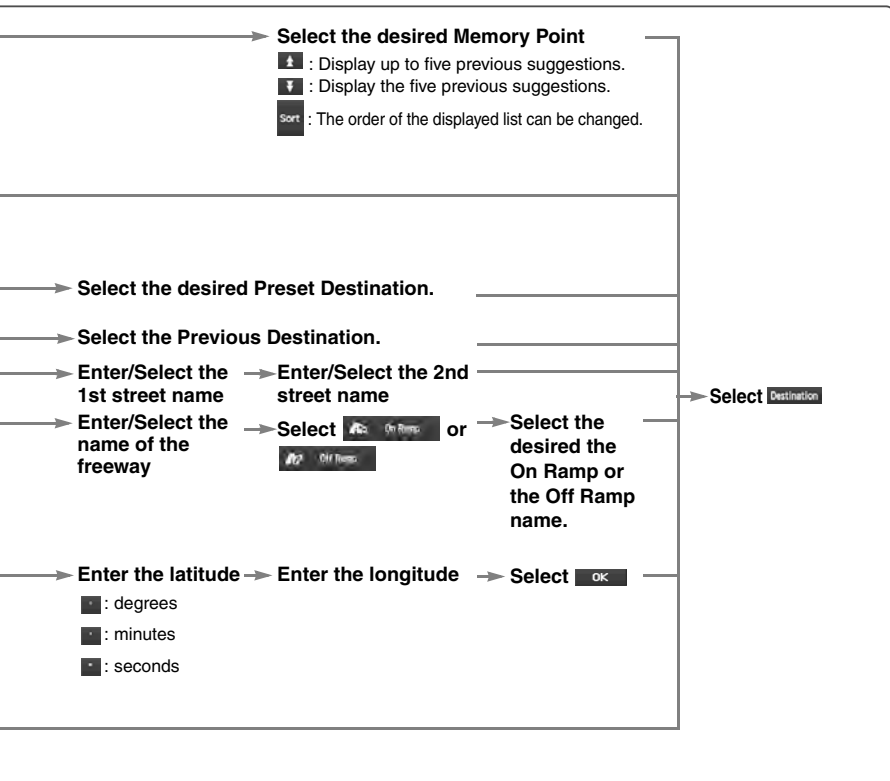 Select the desired Memory Point
: Display up to five previous suggestions.
: Display the five previous suggestions.
Sort : The order of the displayed list can be changed.
Select the desired Preset Destination.
Select the Previous Destination.
Enter/Select the
1st street name
Enter/Select the 2nd
street name
Enter/Select the
name of the
freeway
Select On Ramp or
Off Ramp
Select the
desired the
On Ramp or
the Off Ramp
name.
Select Destination
Enter the latitude
: degrees
: minutes
: seconds
Enter the longitude
Select OK